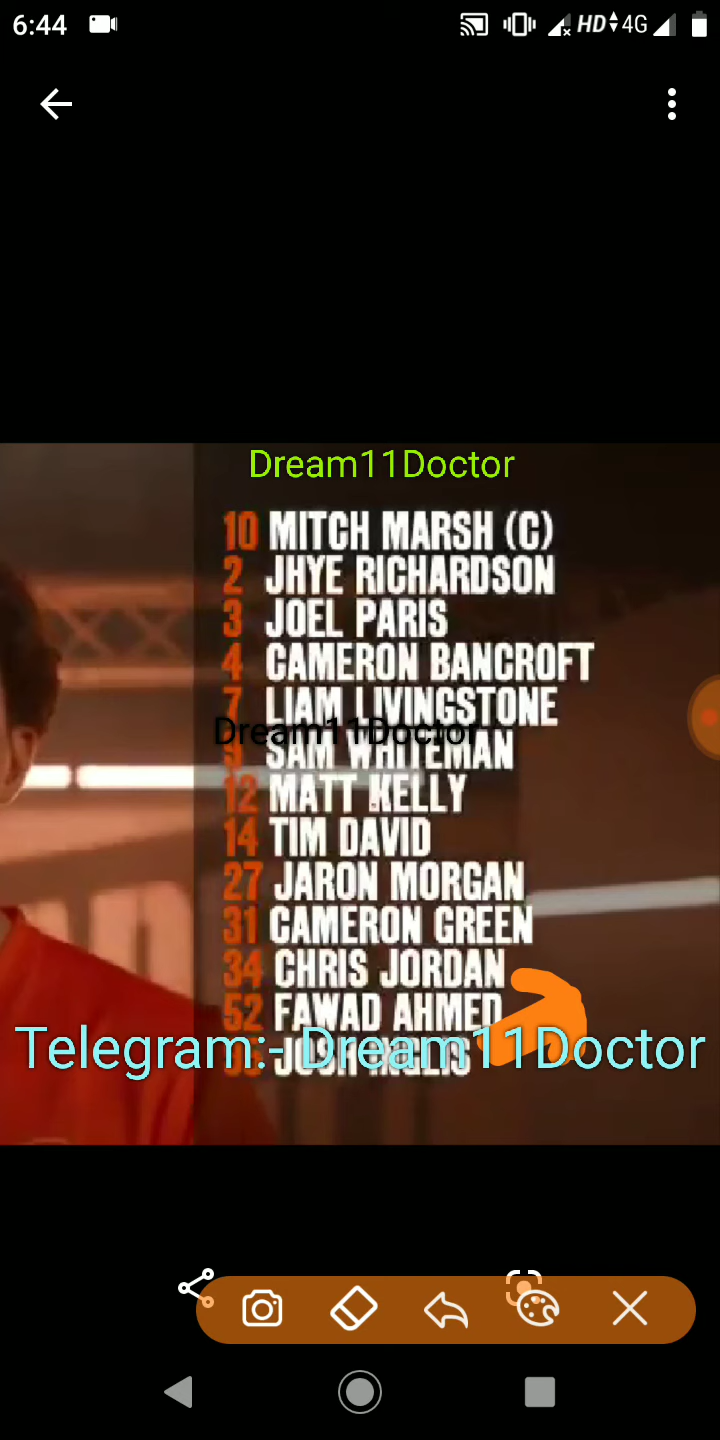 6:44 HD 4G
Dream11Doctor
10 MITCH MARSH (C)
2 JHYE RICHARDSON
3 JOEL PARIS
4 CAMERON BANCROFT
7 LIAM LIVINGSTONE
Dream11Doctor
SAM WHITEMAN
12 MATT KELLY
14 TIM DAVID
27 JARON MORGAN
31 CAMERON GREEN
34 CHRIS JORDAN
52 FAWAD AHMED
Telegram:- Dream11Doctor
JOSH INGLIS